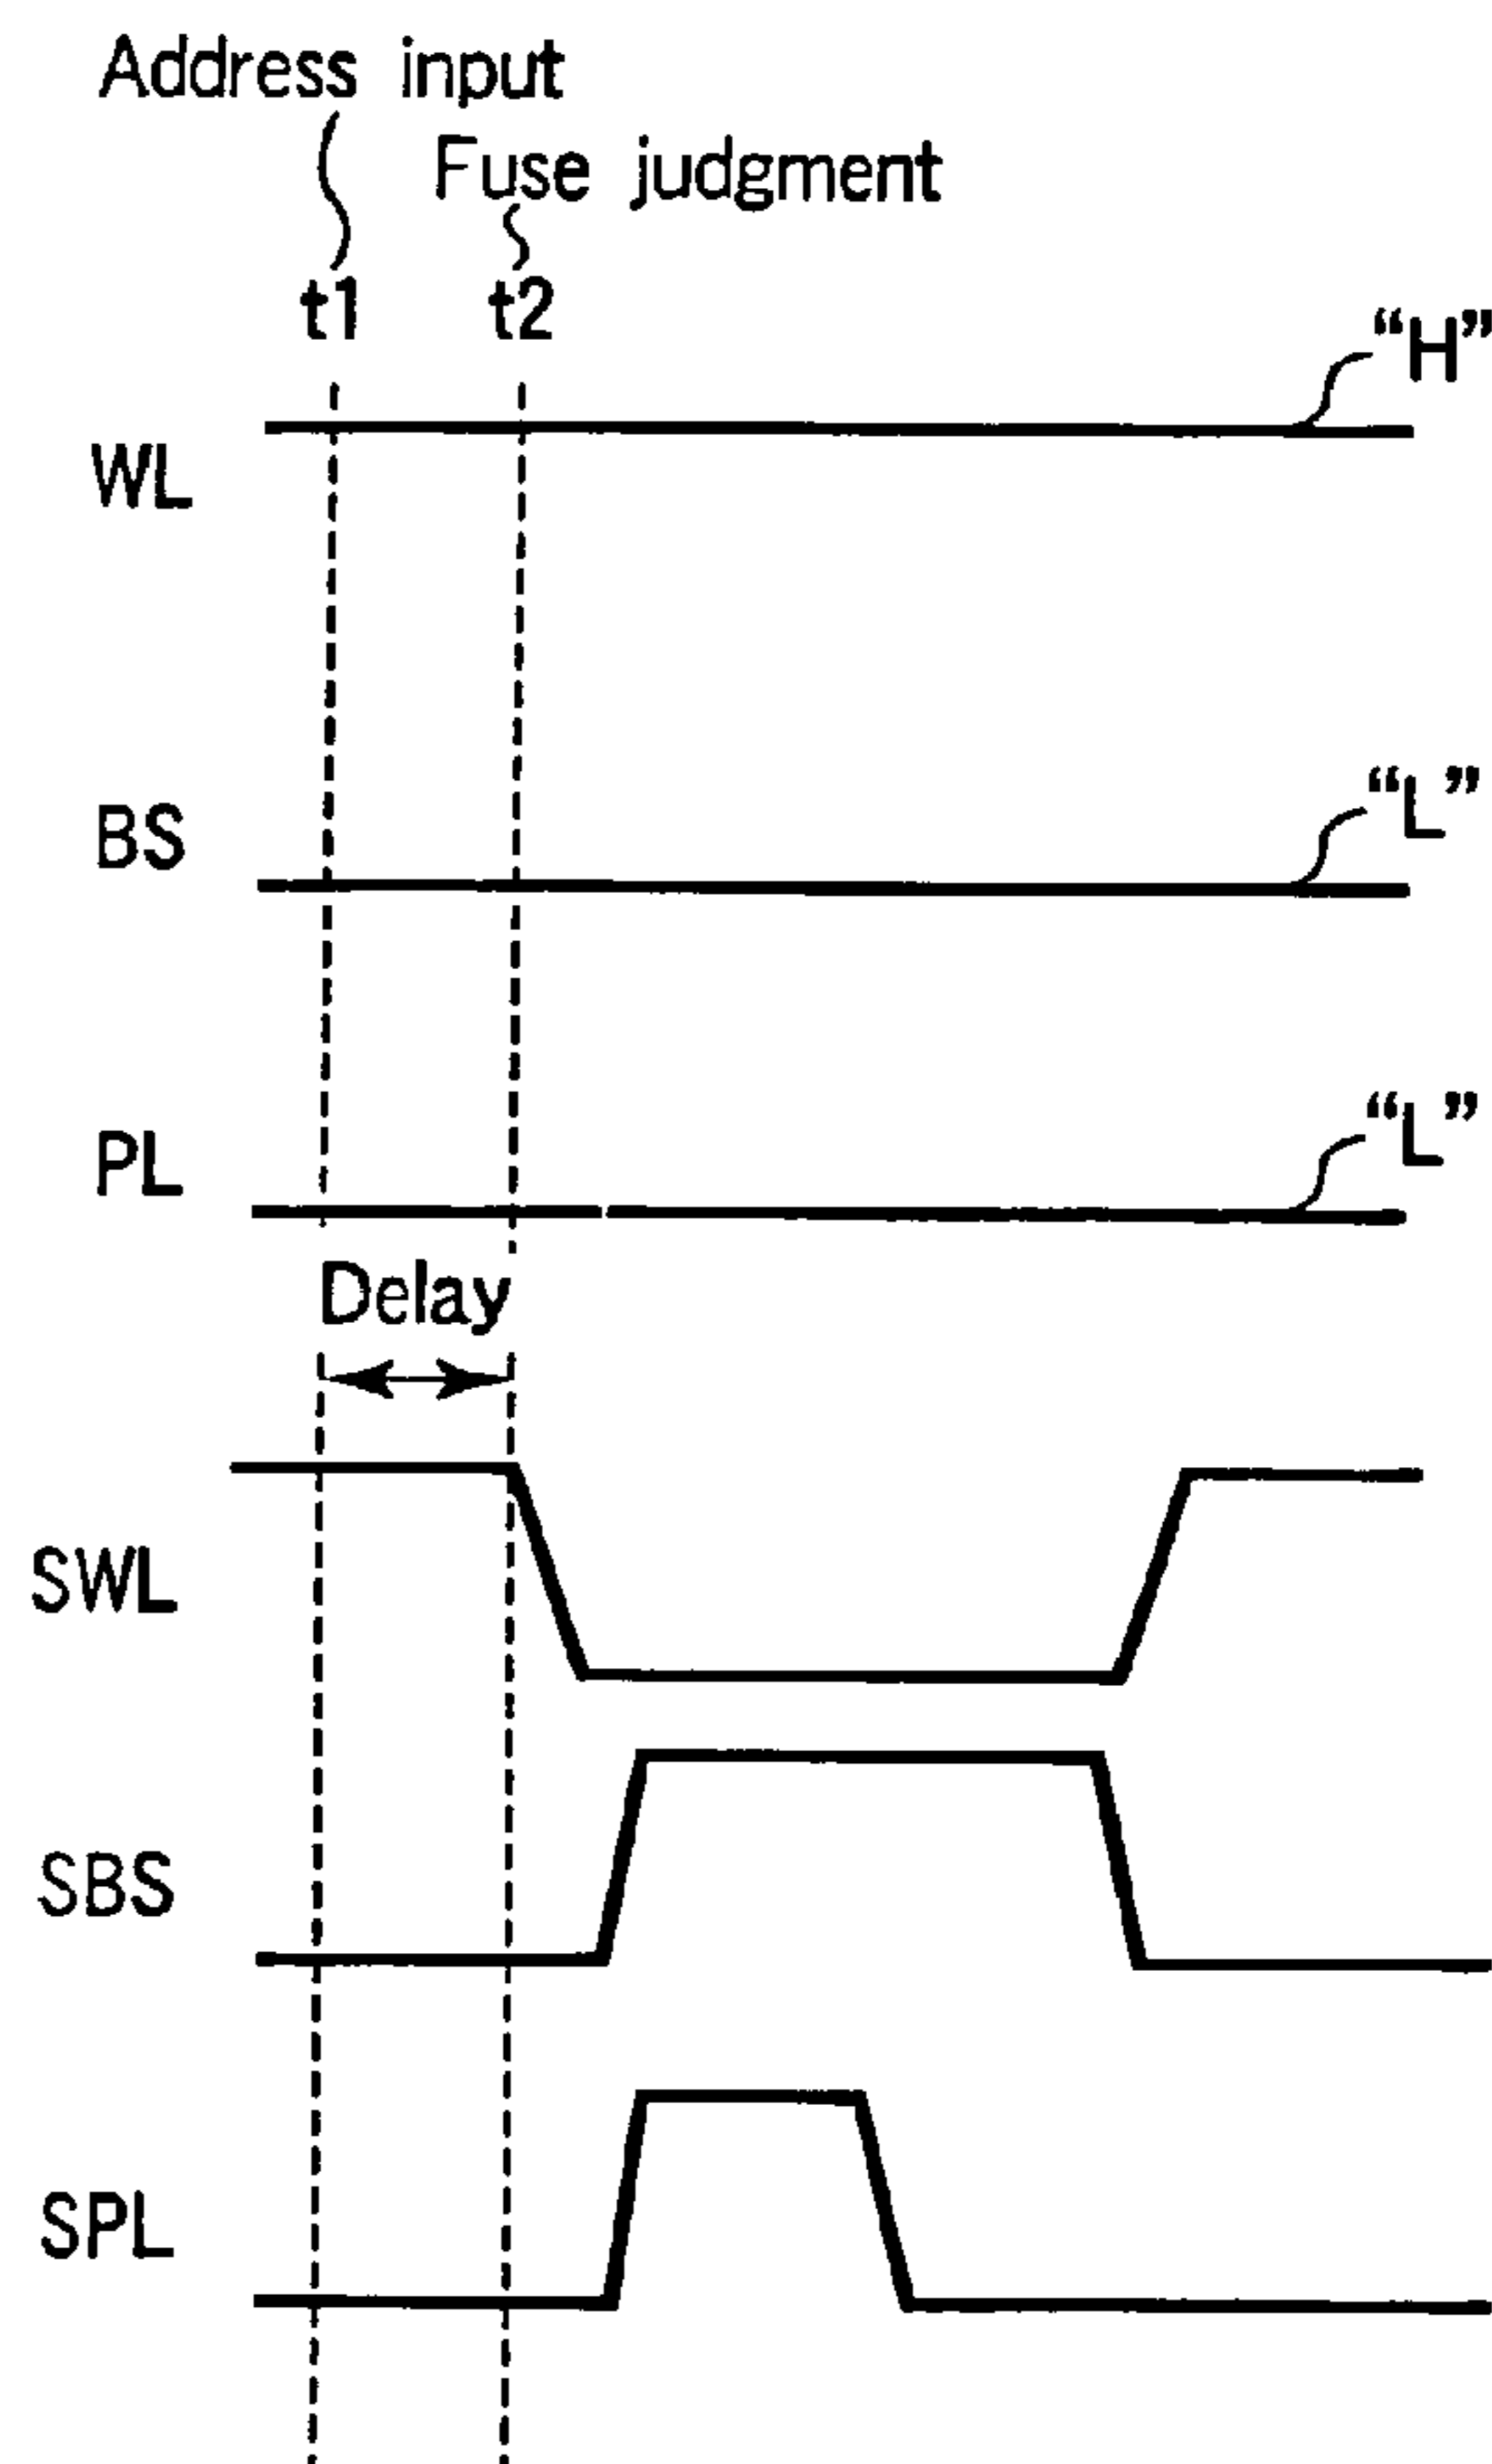 Address input
Fuse judgment
t1 t2
“H”
WL
“L”
BS
“L”
PL
Delay
SWL
SBS
SPL